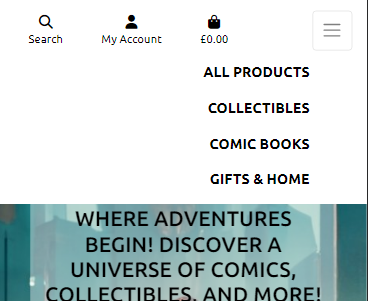 Search
My Account
£0.00
ALL PRODUCTS
COLLECTIBLES
COMIC BOOKS
GIFTS & HOME
WHERE ADVENTURES
BEGIN! DISCOVER A
UNIVERSE OF COMICS,
COLLECTIBLES, AND MORE!